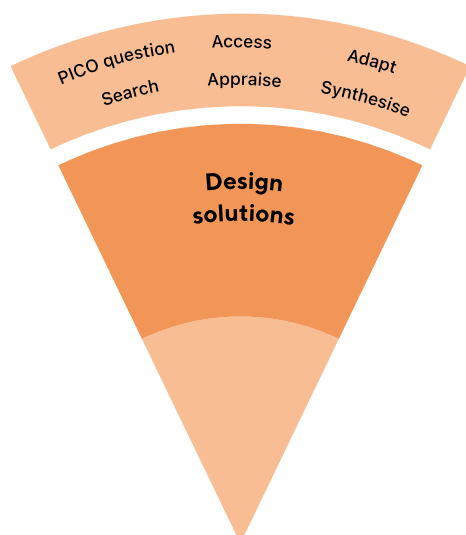 PICO question
Search
Access
Appraise
Adapt
Synthesise
Design
solutions